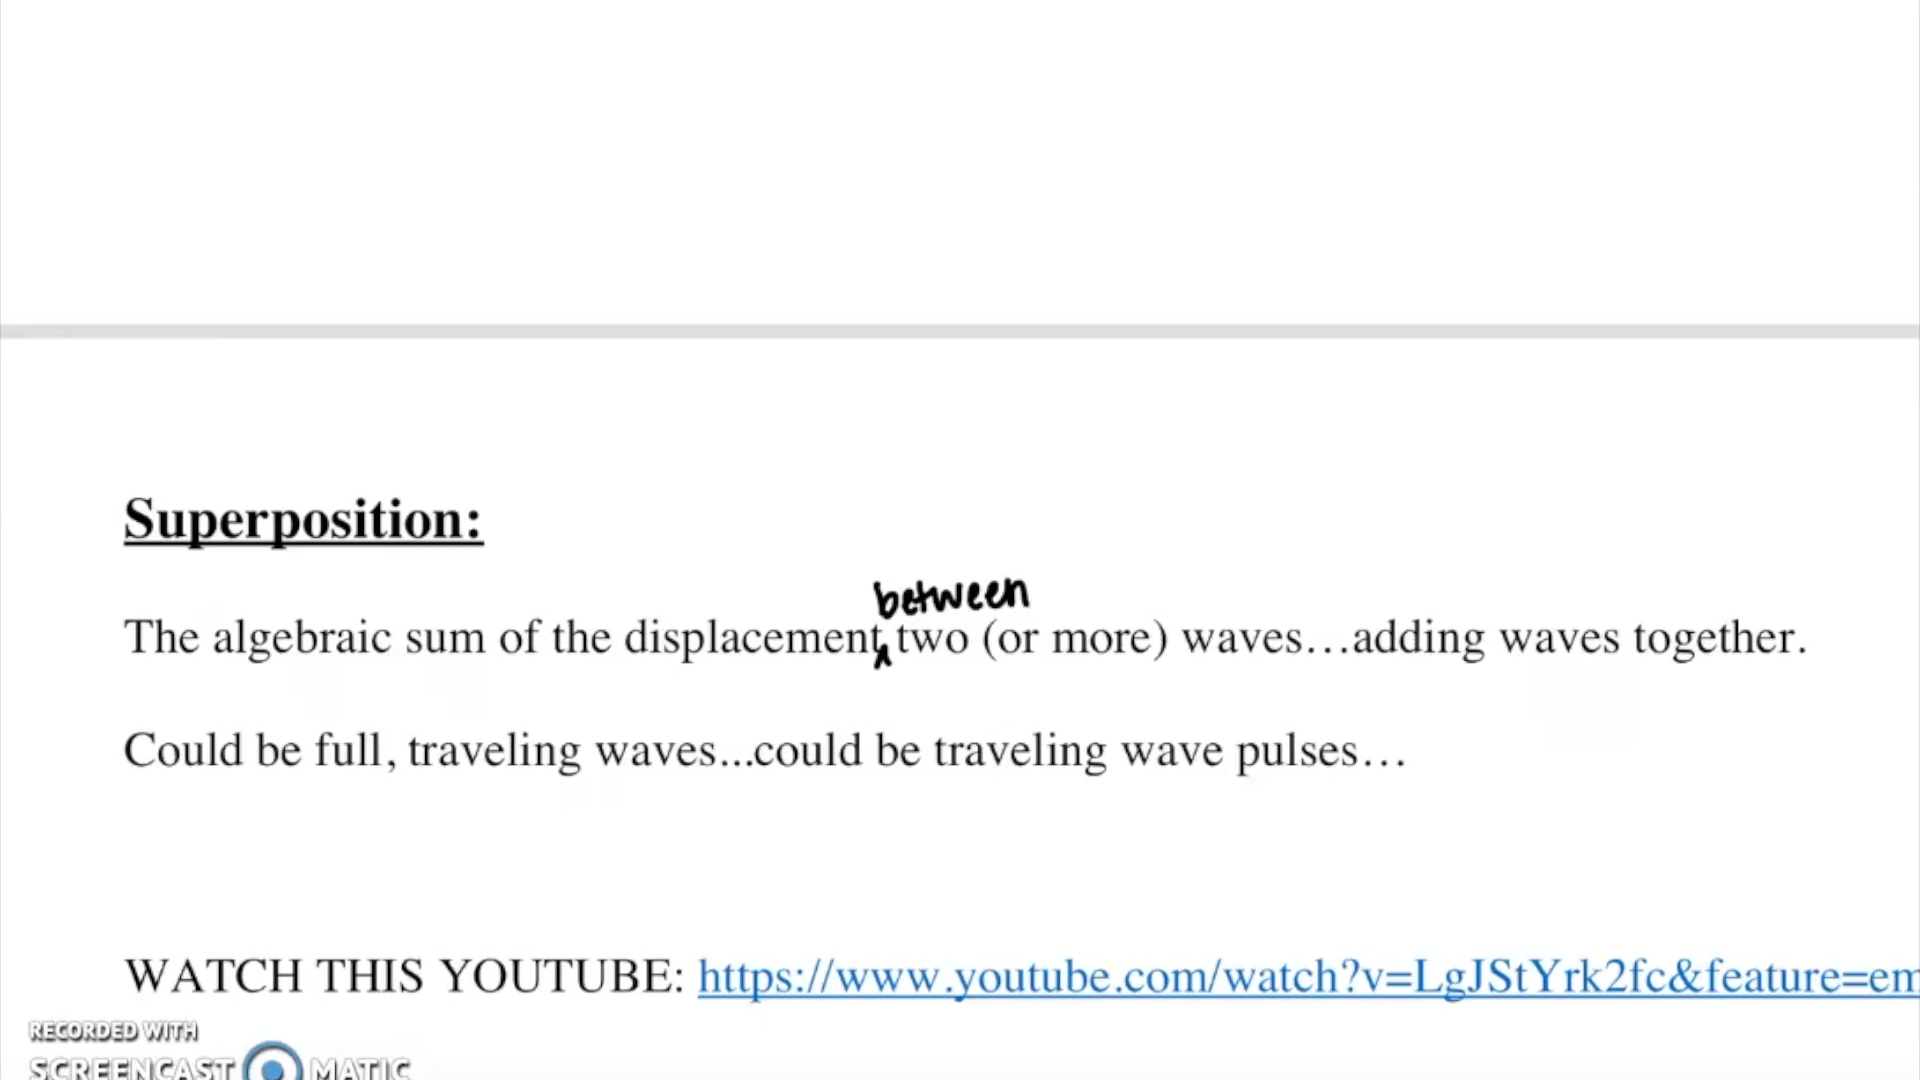 Superposition:
between
The algebraic sum of the displacement two (or more) waves…adding waves together.
Could be full, traveling waves...could be traveling wave pulses…
WATCH THIS YOUTUBE: https://www.youtube.com/watch?v=LgJStYrk2fc&feature=em
RECORDED WITH
SCREENCAST MATIC